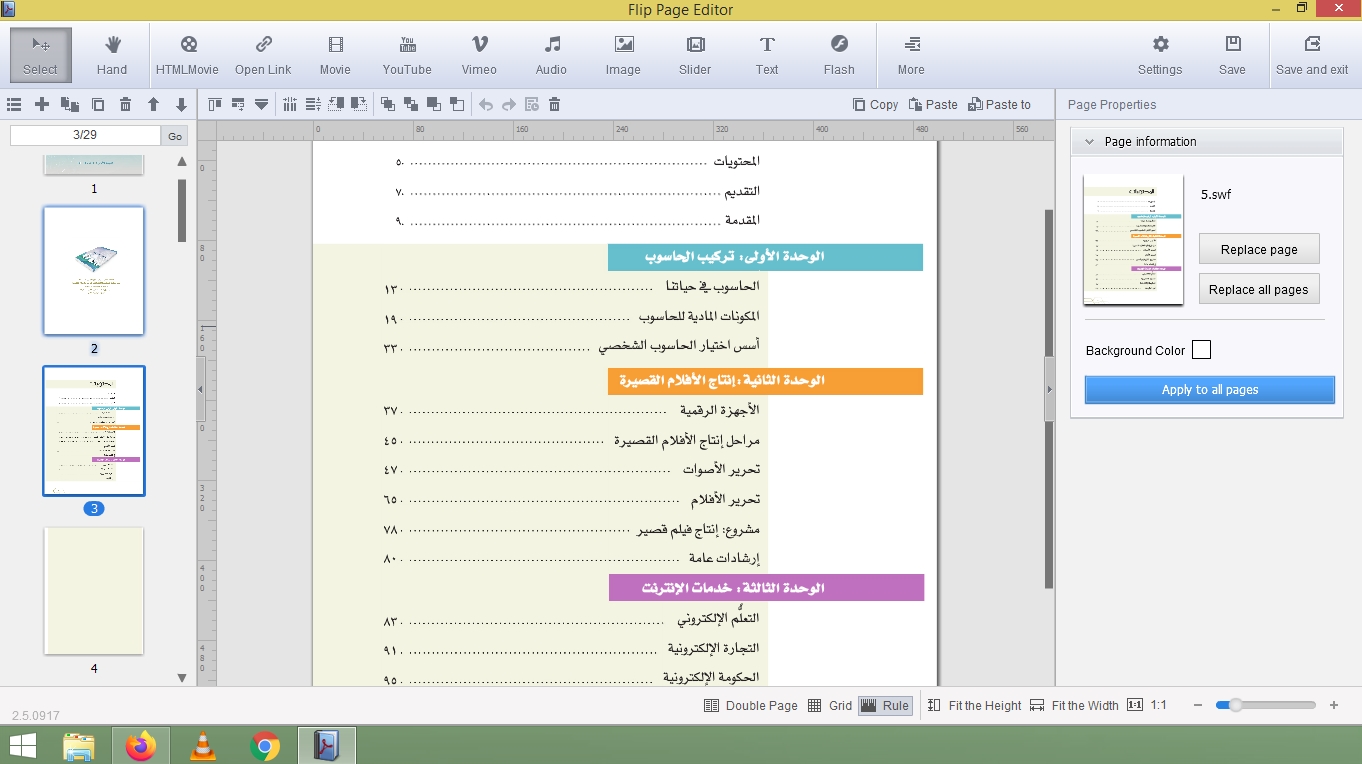 Flip Page Editor
Select Hand HTMLMovie Open Link Movie YouTube Vimeo Audio Image Slider Text Flash More Settings Save Save and exit
Copy Paste Paste to
Page Properties
3/29 Go
0 80 160 240 320 400 480 560
Page information
5.swf
Replace page
Replace all pages
Background Color
Apply to all pages
1
2
3
4
المحتويات ٥
التقديم ٧
المقدمة ٩
الوحدة الأولى: تركيب الحاسوب
الحاسوب في حياتنا ١٣
المكونات المادية للحاسوب ١٩
أسس اختيار الحاسوب الشخصي ٣٣
الوحدة الثانية: إنتاج الأفلام القصيرة
الأجهزة الرقمية ٣٧
مراحل إنتاج الأفلام القصيرة ٤٥
تحرير الأصوات ٤٧
تحرير الأفلام ٦٥
مشروع: إنتاج فيلم قصير ٧٨
إرشادات عامة ٨٠
الوحدة الثالثة: خدمات الإنترنت
التعلُّم الإلكتروني ٨٣
التجارة الإلكترونية ٩١
الحكومة الإلكترونية ٩٥
2.5.0917
Double Page Grid Rule Fit the Height Fit the Width 1:1 1:1